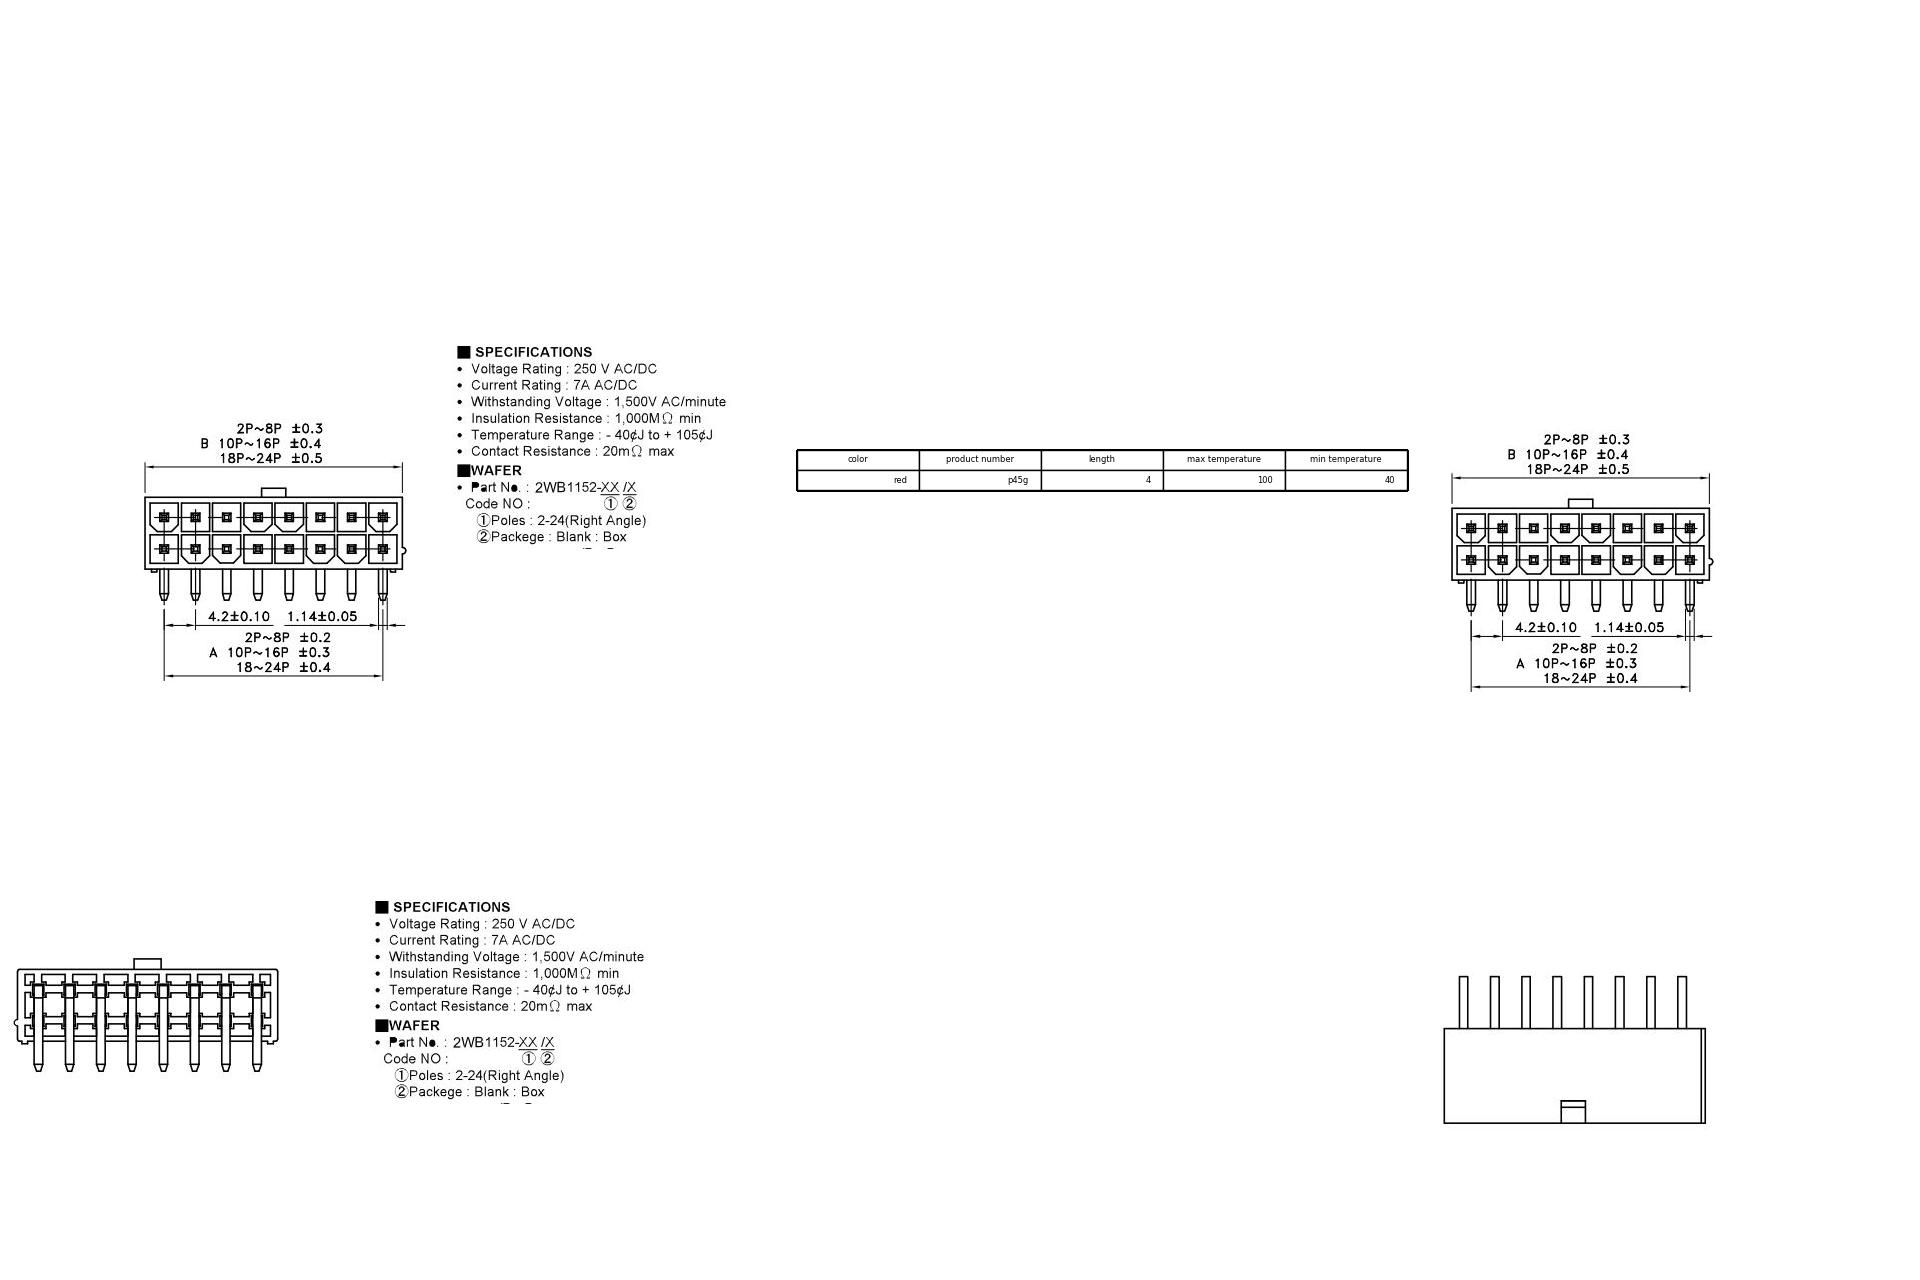 ■ SPECIFICATIONS
• Voltage Rating : 250 V AC/DC
• Current Rating : 7A AC/DC
• Withstanding Voltage : 1,500V AC/minute
• Insulation Resistance : 1,000MΩ min
• Temperature Range : - 40¢J to + 105¢J
• Contact Resistance : 20mΩ max
■WAFER
• Part No. : 2WB1152-XX /X
Code NO : ① ②
①Poles : 2-24(Right Angle)
②Packege : Blank : Box
2P~8P ±0.3
B 10P~16P ±0.4
18P~24P ±0.5
4.2±0.10 1.14±0.05
2P~8P ±0.2
A 10P~16P ±0.3
18~24P ±0.4
color product number length max temperature min temperature
red p45g 4 100 40
2P~8P ±0.3
B 10P~16P ±0.4
18P~24P ±0.5
4.2±0.10 1.14±0.05
2P~8P ±0.2
A 10P~16P ±0.3
18~24P ±0.4
■ SPECIFICATIONS
• Voltage Rating : 250 V AC/DC
• Current Rating : 7A AC/DC
• Withstanding Voltage : 1,500V AC/minute
• Insulation Resistance : 1,000MΩ min
• Temperature Range : - 40¢J to + 105¢J
• Contact Resistance : 20mΩ max
■WAFER
• Part No. : 2WB1152-XX /X
Code NO : ① ②
①Poles : 2-24(Right Angle)
②Packege : Blank : Box